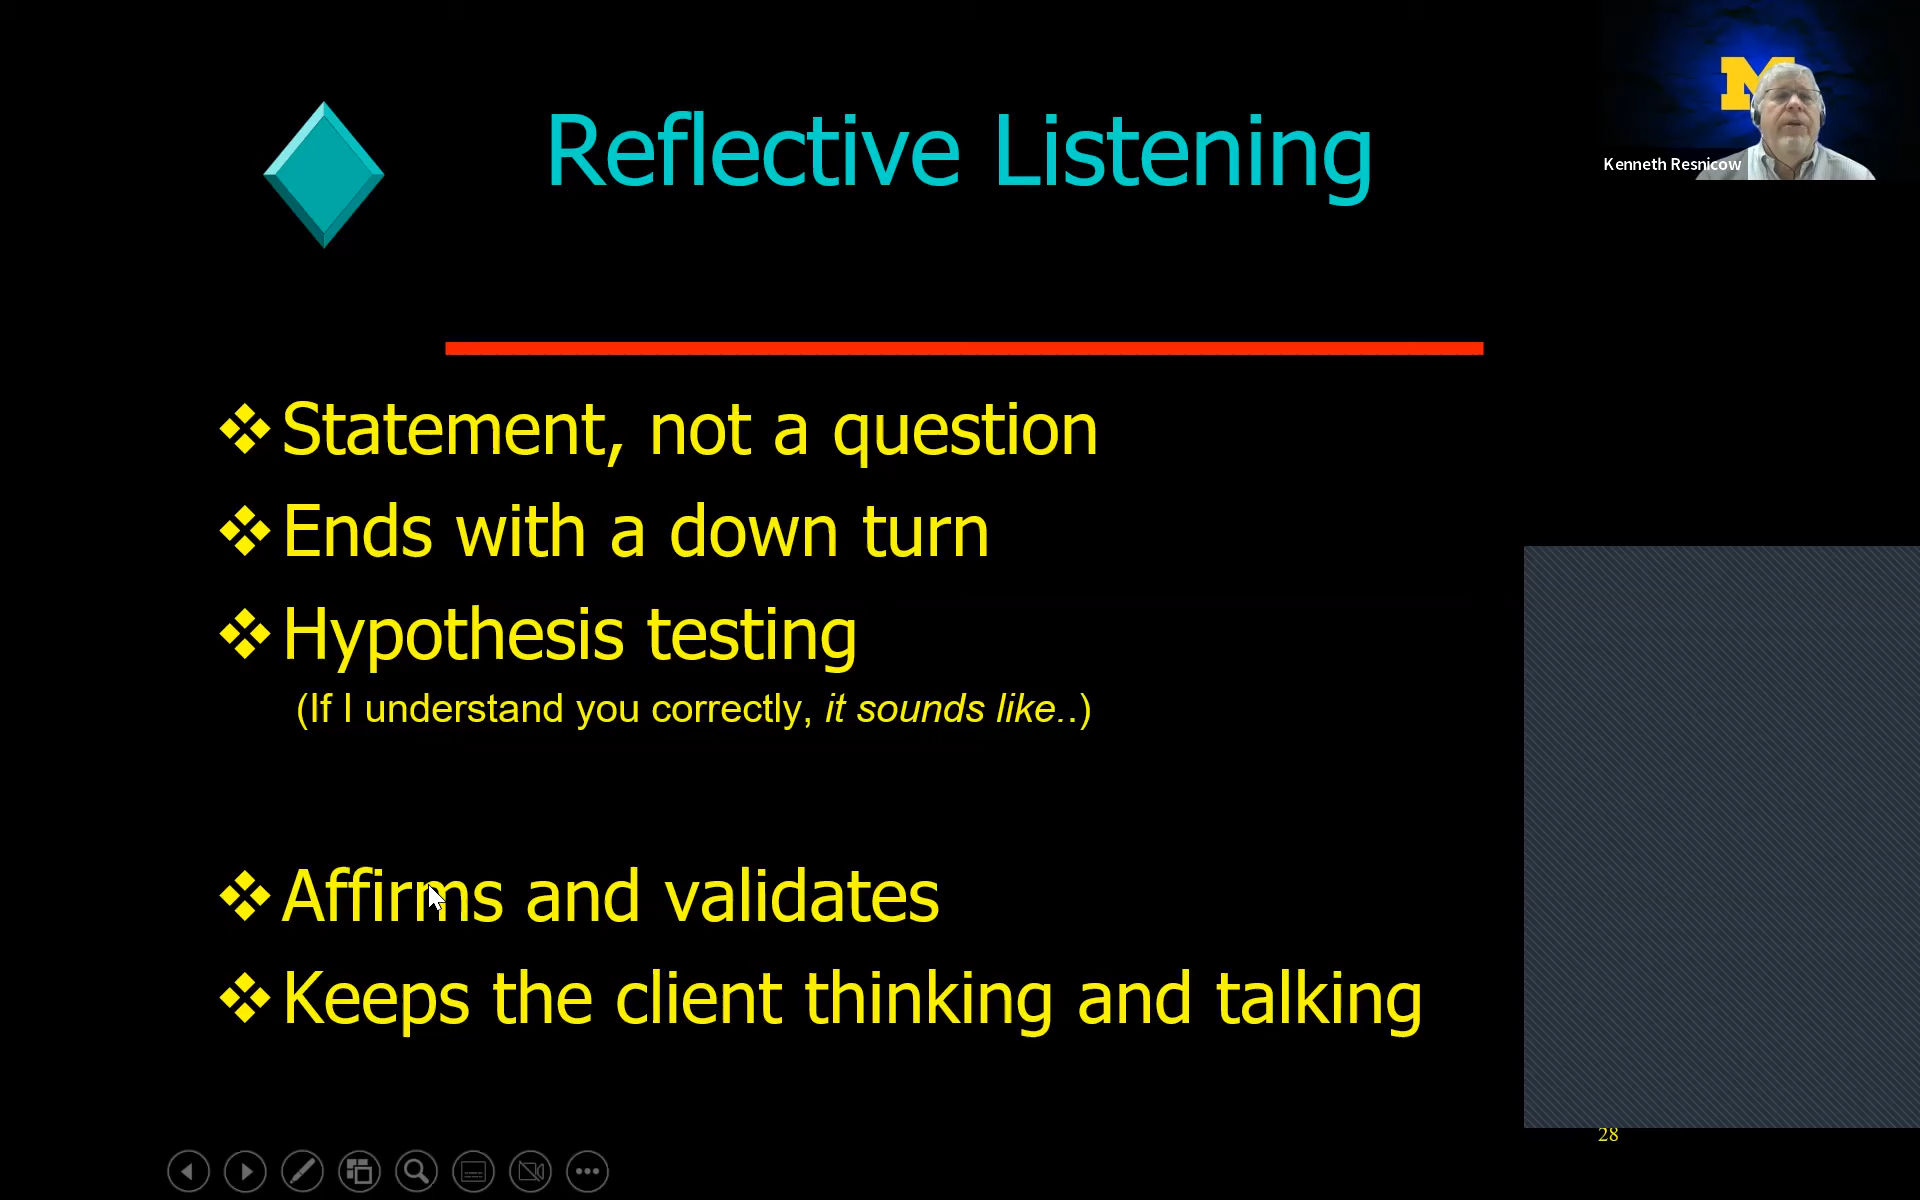 Reflective Listening
M
Kenneth Resnicow
Statement, not a question
Ends with a down turn
Hypothesis testing
(If I understand you correctly, it sounds like..)
Affirms and validates
Keeps the client thinking and talking
28